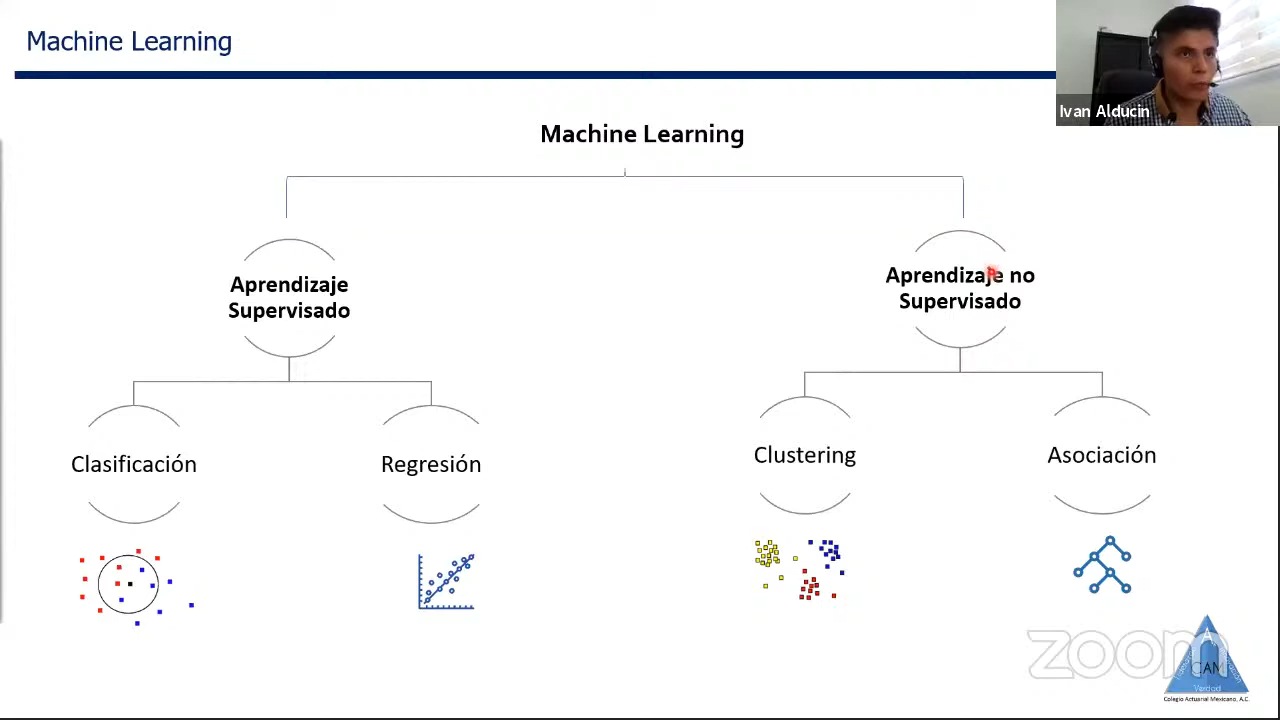 Machine Learning
Ivan Alducin
Machine Learning
Aprendizaje
Supervisado
Aprendizaje no
Supervisado
Clasificación
Regresión
Clustering
Asociación
zoom
CAM
Verdad
Colegio Actuarial Mexicano, A.C.